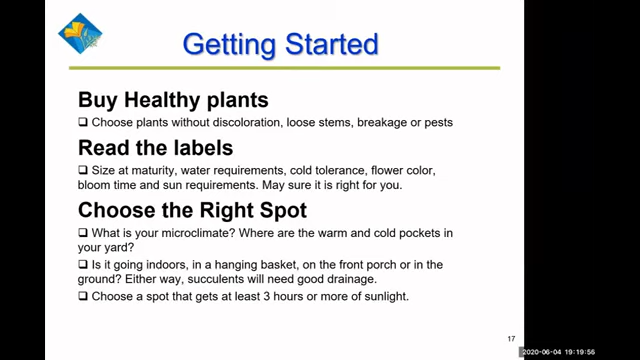 Getting Started
Buy Healthy plants
❑ Choose plants without discoloration, loose stems, breakage or pests
Read the labels
❑ Size at maturity, water requirements, cold tolerance, flower color,
bloom time and sun requirements. May sure it is right for you.
Choose the Right Spot
❑ What is your microclimate? Where are the warm and cold pockets in
your yard?
❑ Is it going indoors, in a hanging basket, on the front porch or in the
ground? Either way, succulents will need good drainage.
❑ Choose a spot that gets at least 3 hours or more of sunlight.
17
2020-06-04 19:19:56